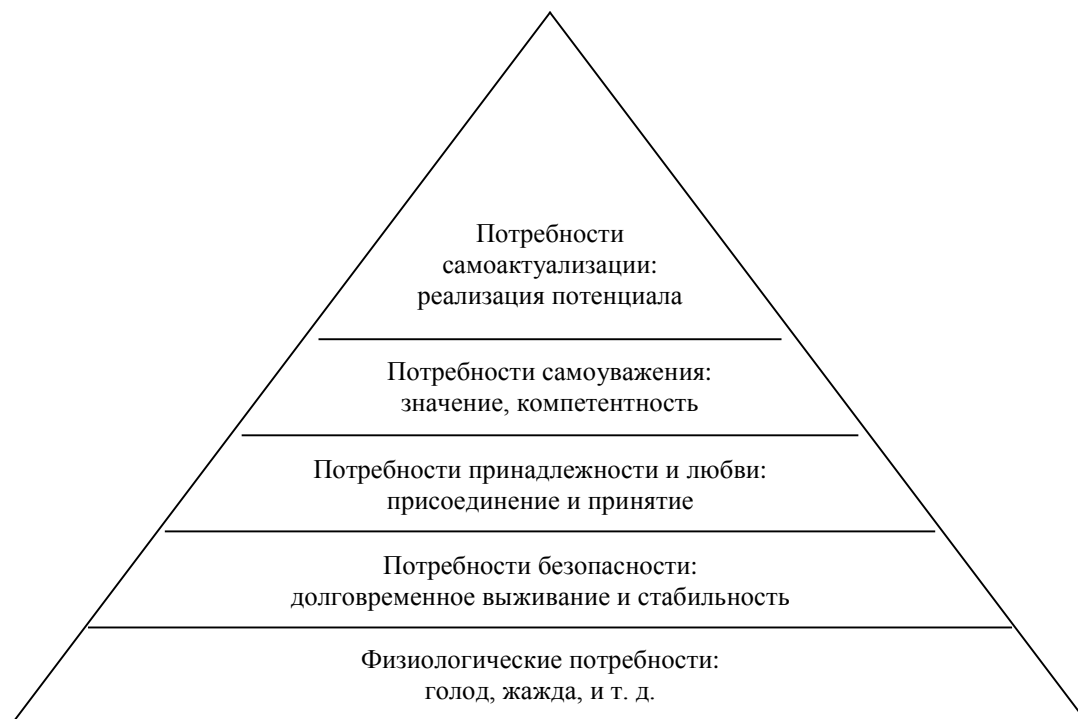 Потребности
самоактуализации:
реализация потенциала
Потребности самоуважения:
значение, компетентность
Потребности принадлежности и любви:
присоединение и принятие
Потребности безопасности:
долговременное выживание и стабильность
Физиологические потребности:
голод, жажда, и т. д.